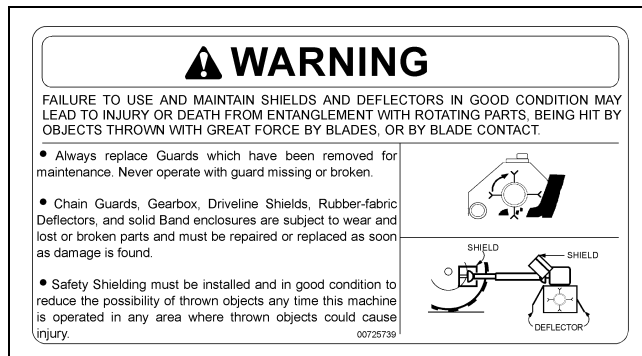 WARNING
FAILURE TO USE AND MAINTAIN SHIELDS AND DEFLECTORS IN GOOD CONDITION MAY
LEAD TO INJURY OR DEATH FROM ENTANGLEMENT WITH ROTATING PARTS, BEING HIT BY
OBJECTS THROWN WITH GREAT FORCE BY BLADES, OR BY BLADE CONTACT.
• Always replace Guards which have been removed for
maintenance. Never operate with guard missing or broken.
• Chain Guards, Gearbox, Driveline Shields, Rubber-fabric
Deflectors, and solid Band enclosures are subject to wear and
lost or broken parts and must be repaired or replaced as soon
as damage is found.
• Safety Shielding must be installed and in good condition to
reduce the possibility of thrown objects any time this machine
is operated in any area where thrown objects could cause
injury.
00725739
SHIELD
SHIELD
DEFLECTOR